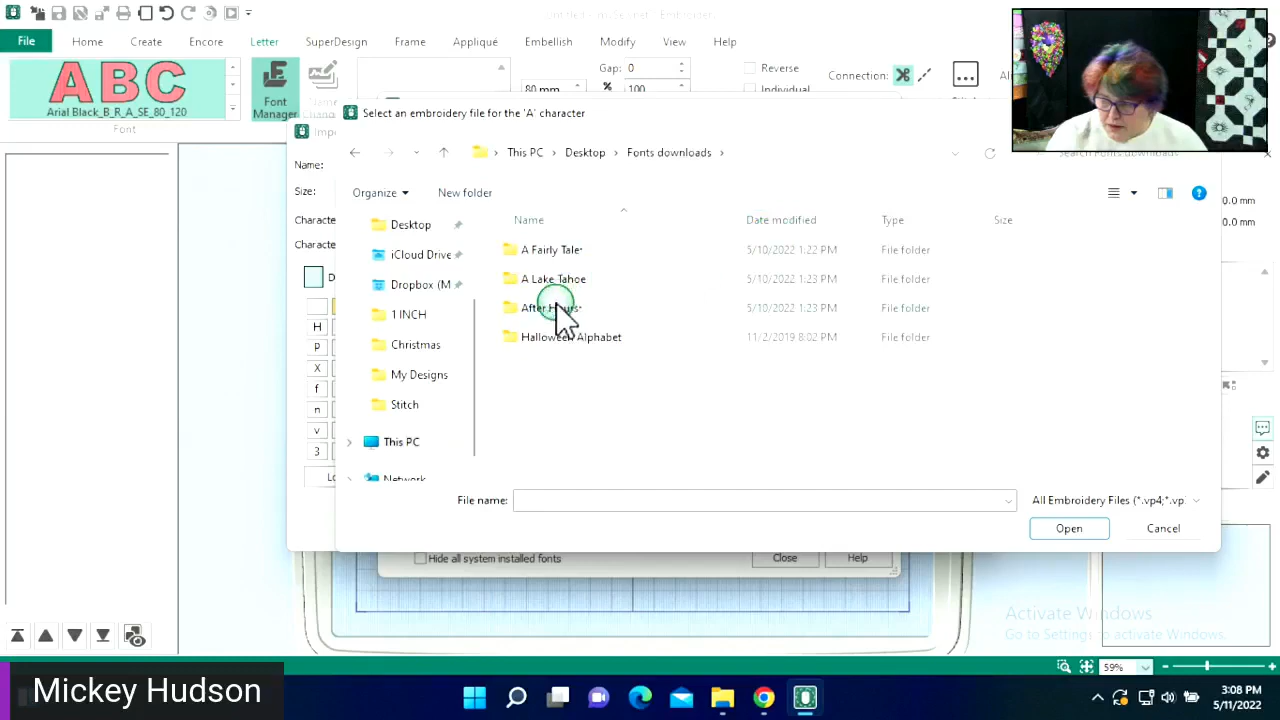 File
Home
Create
Encore
Letter
SuperDesign
Frame
Appliqué
Embellish
Modify
View
Help
ABC
Arial Black_B_R_A_SE_80_120
Font
Font
Manager
80 mm
Gap: 0
% 100
Reverse
Individual
Connection:
Select an embroidery file for the 'A' character
Name:
Size:
This PC > Desktop > Fonts downloads >
Search Fonts downloads
Organize
New folder
Name
Date modified
Type
Size
Desktop
iCloud Drive
Dropbox (M
1 INCH
Christmas
My Designs
Stitch
This PC
Network
A Fairly Tale
5/10/2022 1:22 PM
File folder
A Lake Tahoe
5/10/2022 1:23 PM
File folder
After Hours
5/10/2022 1:23 PM
File folder
Halloween Alphabet
11/2/2019 8:02 PM
File folder
H
P
X
f
n
v
3
0 mm
0 mm
File name:
All Embroidery Files (*.vp4;*.vp
Open
Cancel
Hide all system installed fonts
Close
Help
Activate Windows
Go to Settings to activate Windows.
59%
Mickey Hudson
3:08 PM
5/11/2022